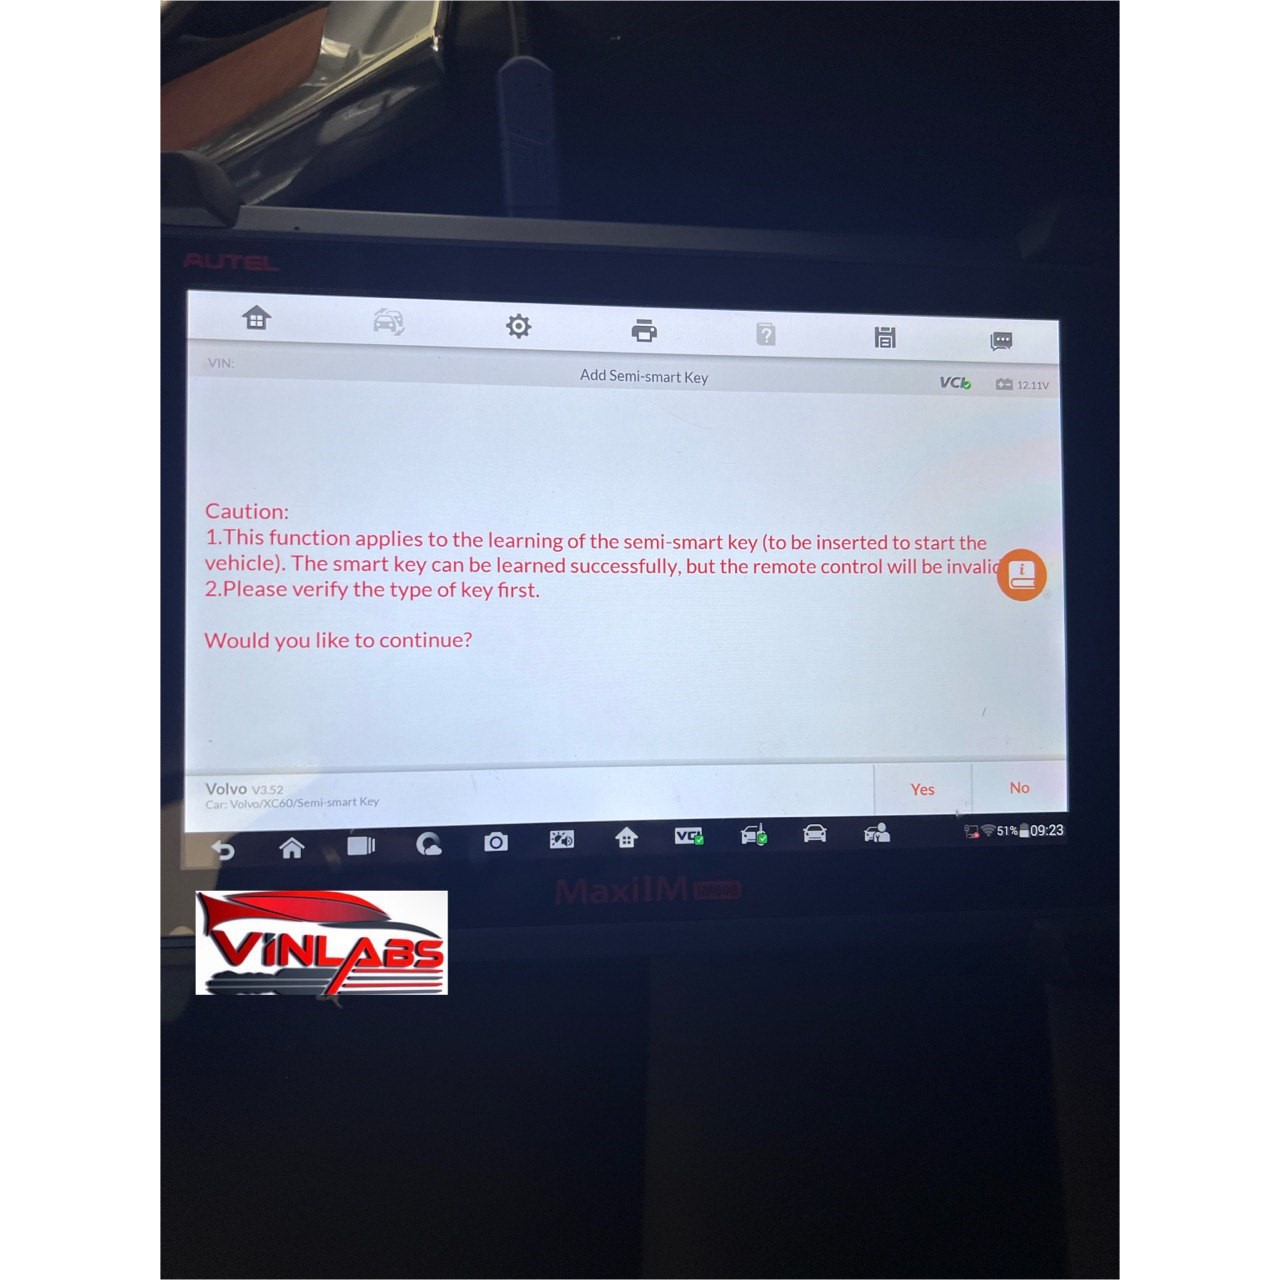 AUTEL
VIN:
Add Semi-smart Key
VCI
12.11V
Caution:
1.This function applies to the learning of the semi-smart key (to be inserted to start the
vehicle). The smart key can be learned successfully, but the remote control will be invalid
2.Please verify the type of key first.
Would you like to continue?
Volvo V3.52
Car: Volvo/XC60/Semi-smart Key
Yes
No
VCI
51%
09:23
MaxiIM
VINLABS